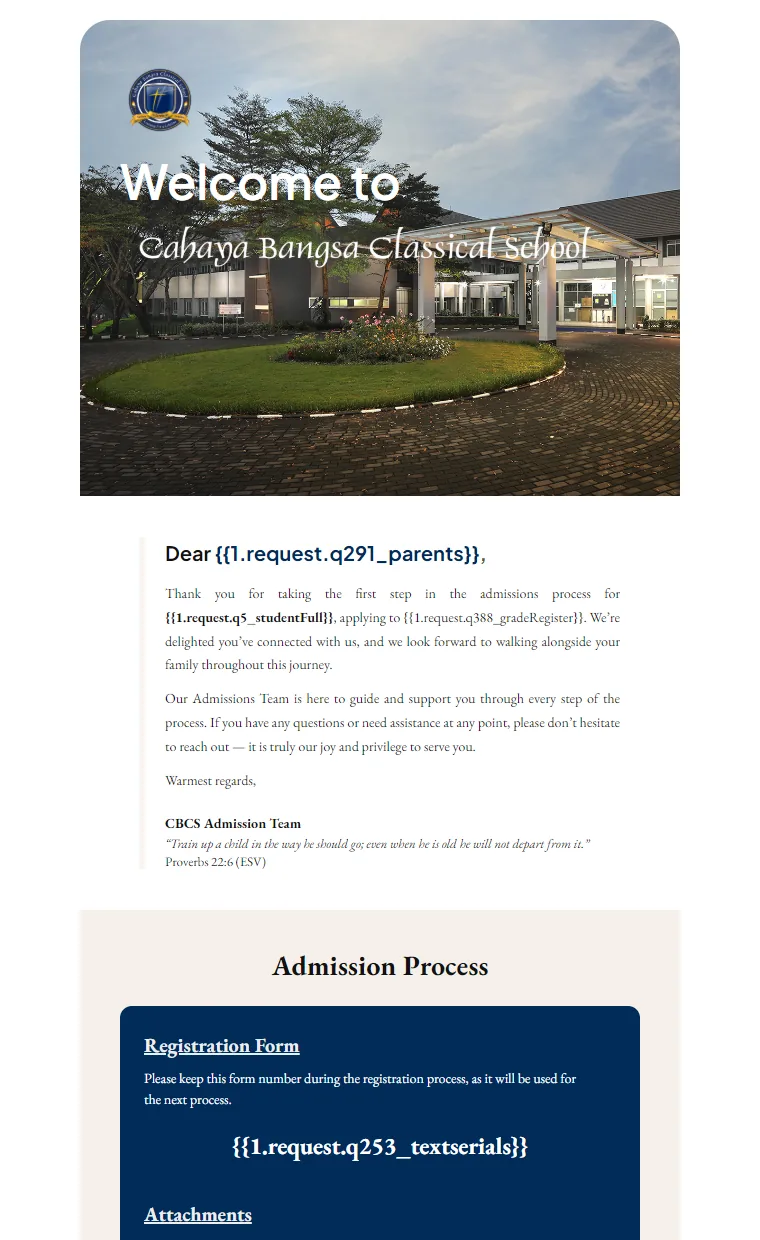 Cahaya Bangsa Classical School
Welcome to
Cahaya Bangsa Classical School
Dear {{1.request.q291_parents}},
Thank you for taking the first step in the admissions process for
{{1.request.q5_studentFull}}, applying to {{1.request.q388_gradeRegister}}. We’re
delighted you’ve connected with us, and we look forward to walking alongside your
family throughout this journey.
Our Admissions Team is here to guide and support you through every step of the
process. If you have any questions or need assistance at any point, please don’t hesitate
to reach out — it is truly our joy and privilege to serve you.
Warmest regards,
CBCS Admission Team
“Train up a child in the way he should go; even when he is old he will not depart from it.”
Proverbs 22:6 (ESV)
Admission Process
Registration Form
Please keep this form number during the registration process, as it will be used for
the next process.
{{1.request.q253_textserials}}
Attachments